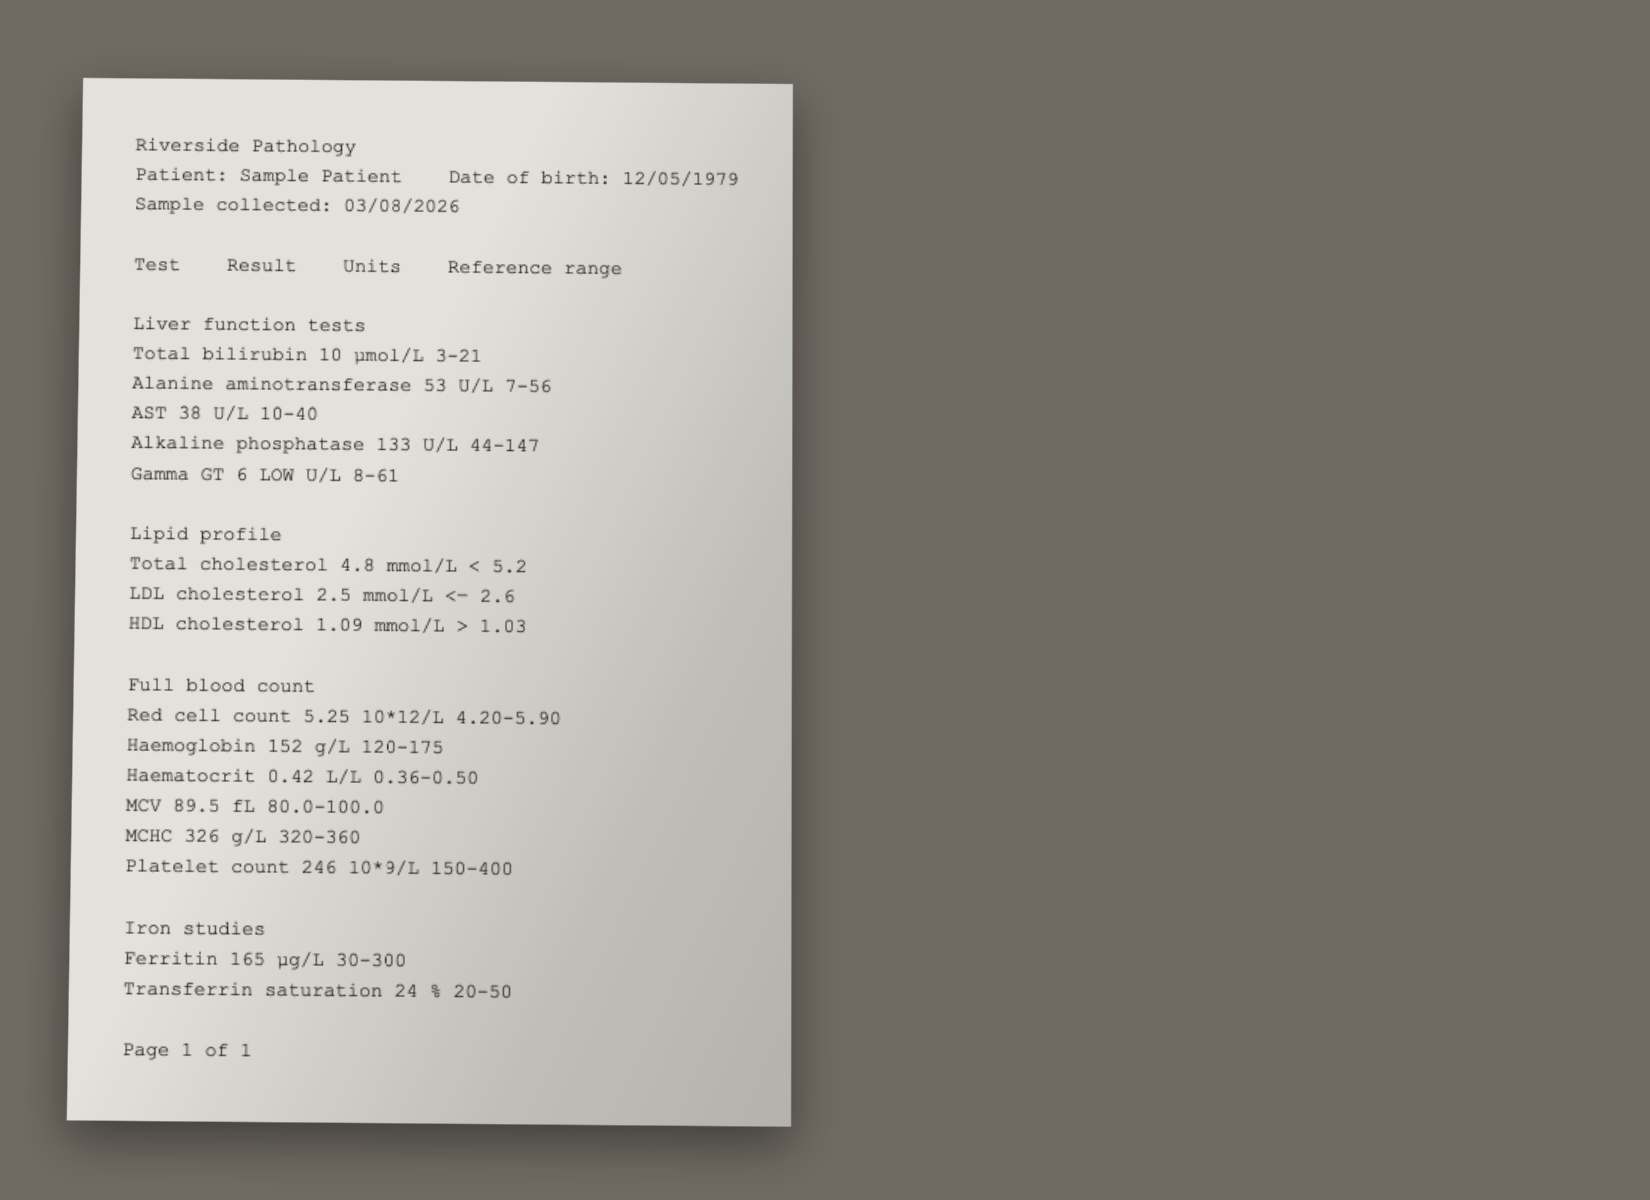 Riverside Pathology
Patient: Sample Patient    Date of birth: 12/05/1979
Sample collected: 03/08/2026
Test    Result    Units    Reference range
Liver function tests
Total bilirubin 10 µmol/L 3-21
Alanine aminotransferase 53 U/L 7-56
AST 38 U/L 10-40
Alkaline phosphatase 133 U/L 44-147
Gamma GT 6 LOW U/L 8-61
Lipid profile
Total cholesterol 4.8 mmol/L < 5.2
LDL cholesterol 2.5 mmol/L <− 2.6
HDL cholesterol 1.09 mmol/L > 1.03
Full blood count
Red cell count 5.25 10*12/L 4.20-5.90
Haemoglobin 152 g/L 120-175
Haematocrit 0.42 L/L 0.36-0.50
MCV 89.5 fL 80.0-100.0
MCHC 326 g/L 320-360
Platelet count 246 10*9/L 150-400
Iron studies
Ferritin 165 µg/L 30-300
Transferrin saturation 24 % 20-50
Page 1 of 1